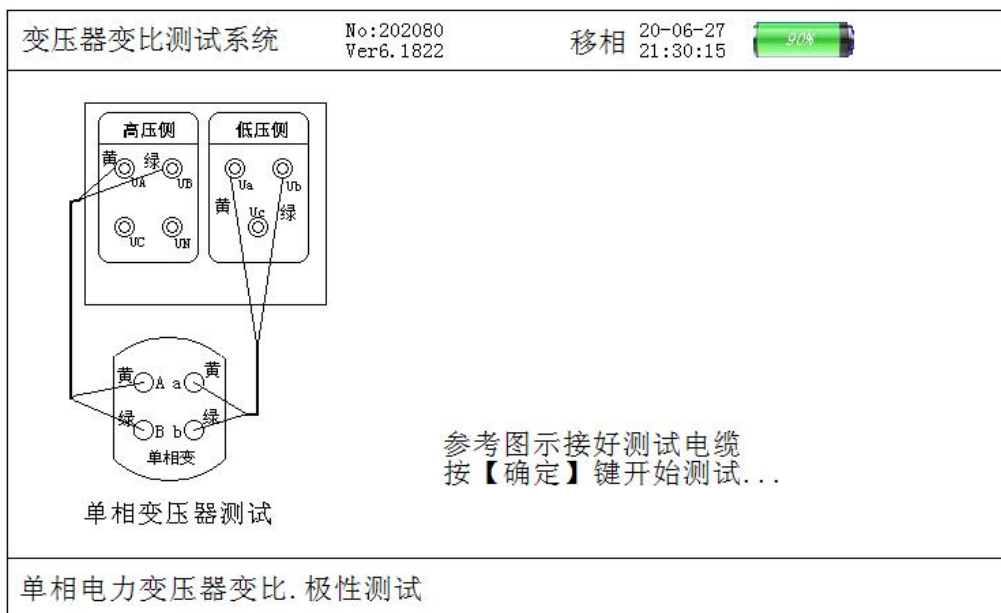 变压器变比测试系统
No:202080
Ver6.1822
移相
20-06-27
21:30:15
90%
高压侧
低压侧
黄
绿
UA
UB
Ua
Ub
黄
Uc
绿
UC
UN
黄
A a
黄
绿
B b
绿
单相变
参考图示接好测试电缆
按【确定】键开始测试...
单相变压器测试
单相电力变压器变比.极性测试